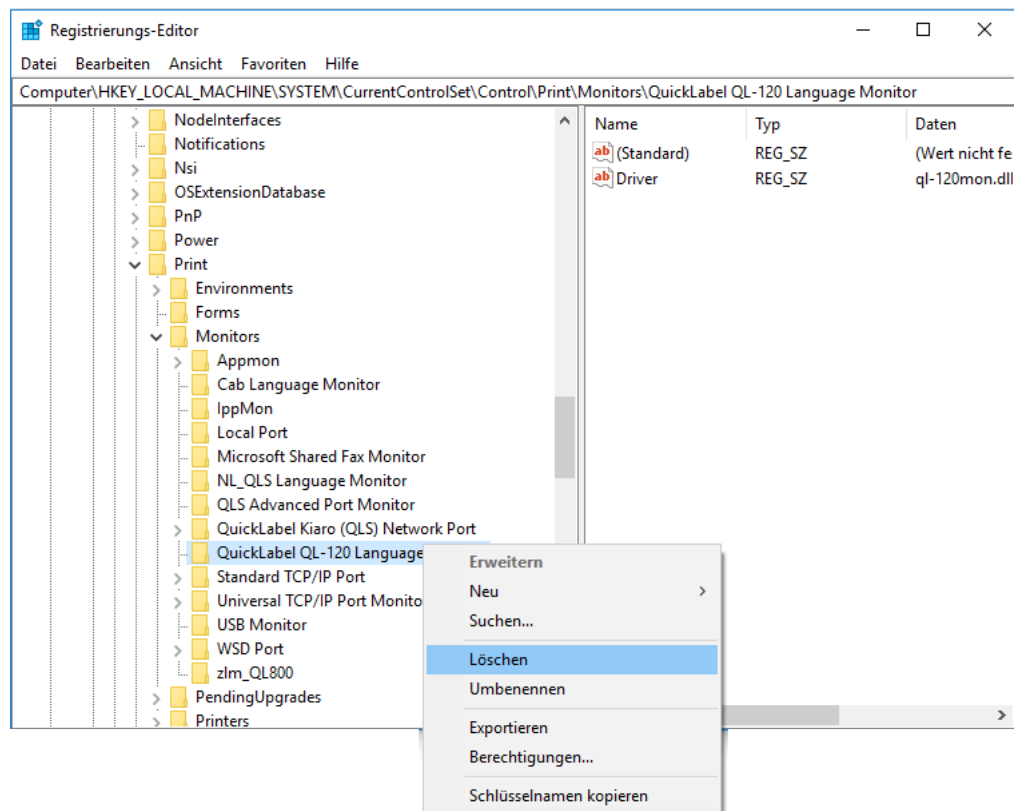 Registrierungs-Editor
Datei Bearbeiten Ansicht Favoriten Hilfe
Computer\HKEY_LOCAL_MACHINE\SYSTEM\CurrentControlSet\Control\Print\Monitors\QuickLabel QL-120 Language Monitor
NodeInterfaces
Notifications
Nsi
OSExtensionDatabase
PnP
Power
Print
Environments
Forms
Monitors
Appmon
Cab Language Monitor
IppMon
Local Port
Microsoft Shared Fax Monitor
NL_QLS Language Monitor
QLS Advanced Port Monitor
QuickLabel Kiaro (QLS) Network Port
QuickLabel QL-120 Language
Standard TCP/IP Port
Universal TCP/IP Port Monito
USB Monitor
WSD Port
zlm_QL800
PendingUpgrades
Printers
Name Typ Daten
ab (Standard) REG_SZ (Wert nicht fe
ab Driver REG_SZ ql-120mon.dll
Erweitern
Neu
Suchen...
Löschen
Umbenennen
Exportieren
Berechtigungen...
Schlüsselnamen kopieren